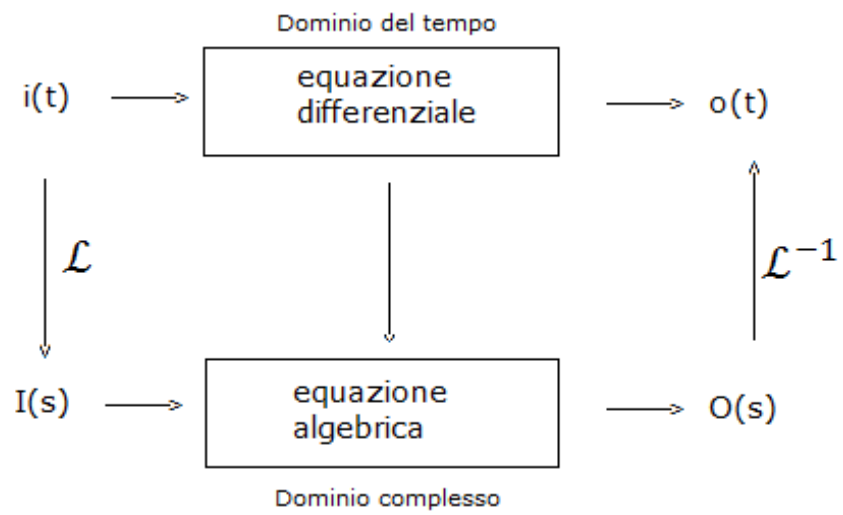 Dominio del tempo
i(t)
equazione
differenziale
o(t)
ℒ
ℒ⁻¹
I(s)
equazione
algebrica
O(s)
Dominio complesso